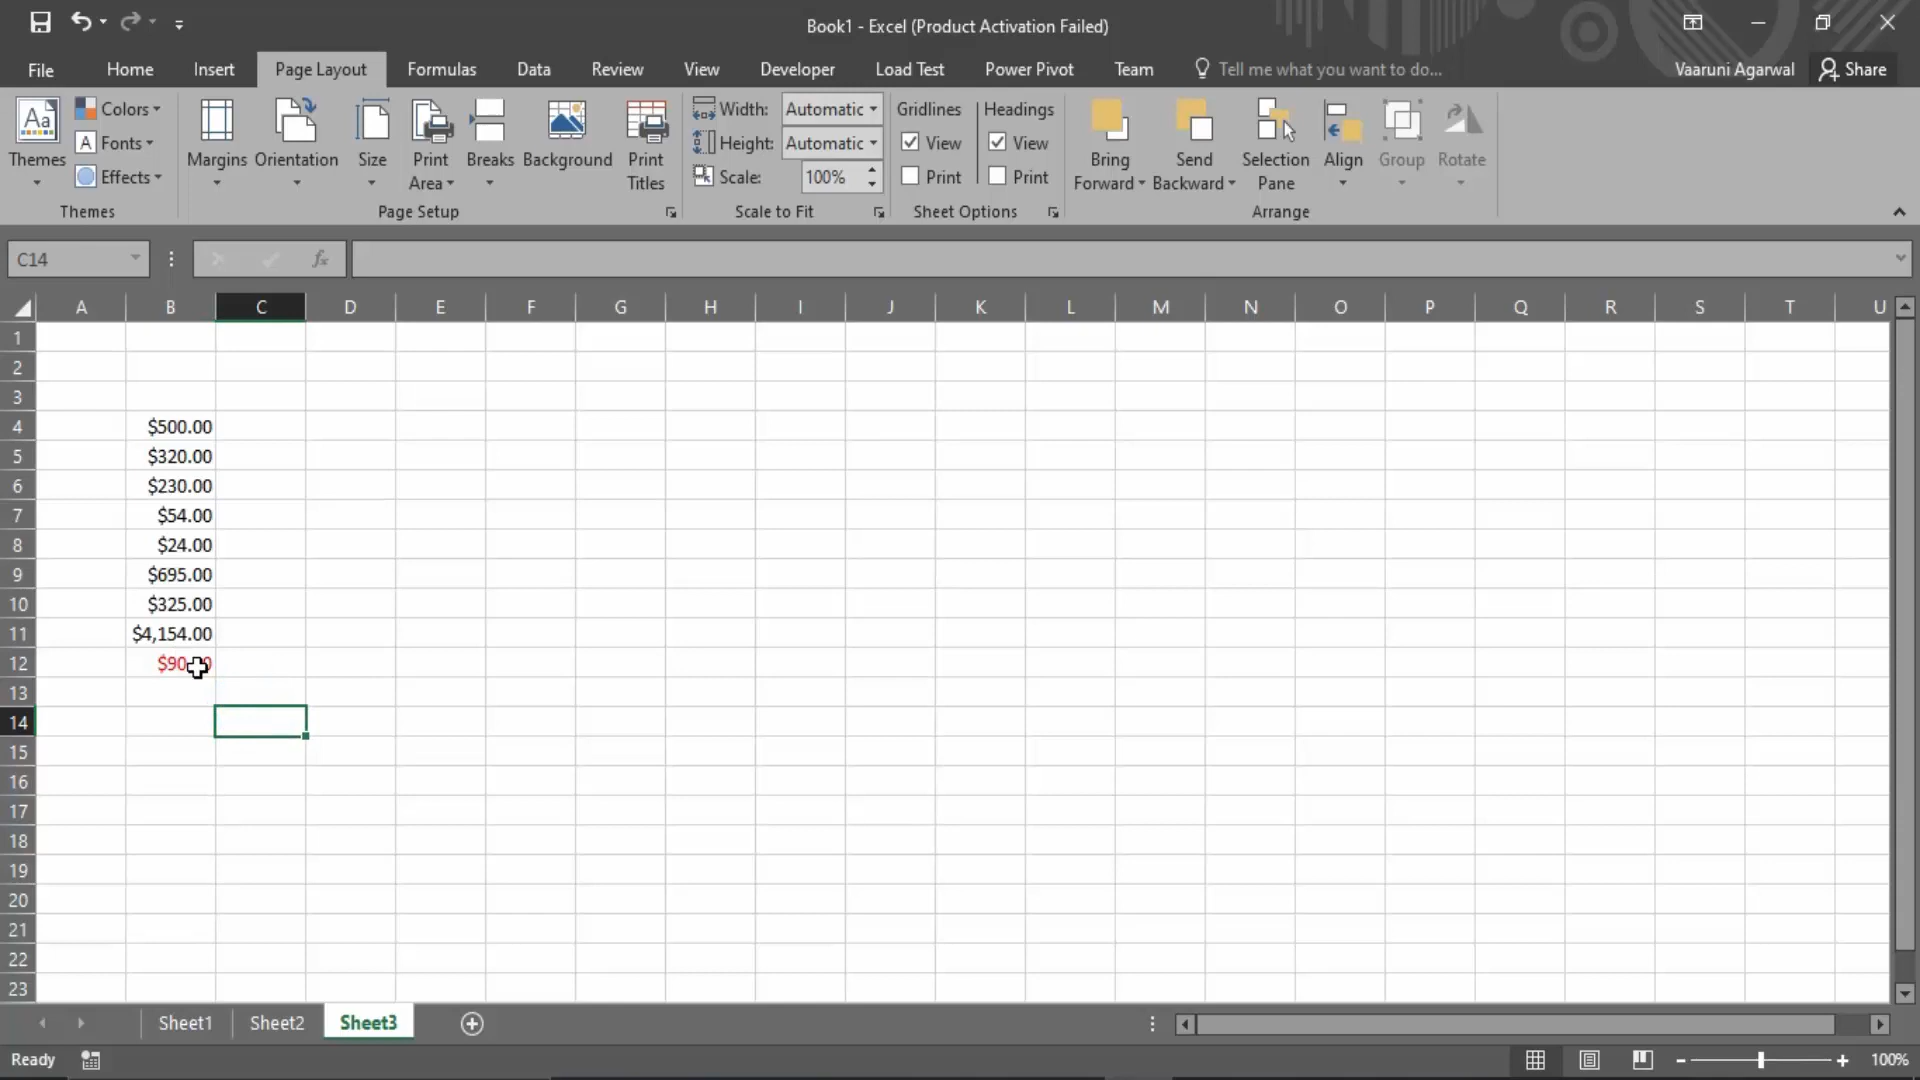 Book1 - Excel (Product Activation Failed)
File Home Insert Page Layout Formulas Data Review View Developer Load Test Power Pivot Team Tell me what you want to do... Vaaruni Agarwal Share
Aa Colors Width: Automatic Gridlines Headings
A Fonts Height: Automatic View View
Themes Effects Margins Orientation Size Print Area Breaks Background Print Titles Scale: 100% Print Print Bring Forward Send Backward Selection Pane Align Group Rotate
Themes Page Setup Scale to Fit Sheet Options Arrange
C14 fx
A B C D E F G H I J K L M N O P Q R S T U
1
2
3
4 $500.00
5 $320.00
6 $230.00
7 $54.00
8 $24.00
9 $695.00
10 $325.00
11 $4,154.00
12
13
14
15
16
17
18
19
20
21
22
23
Sheet1 Sheet2 Sheet3
Ready 100%